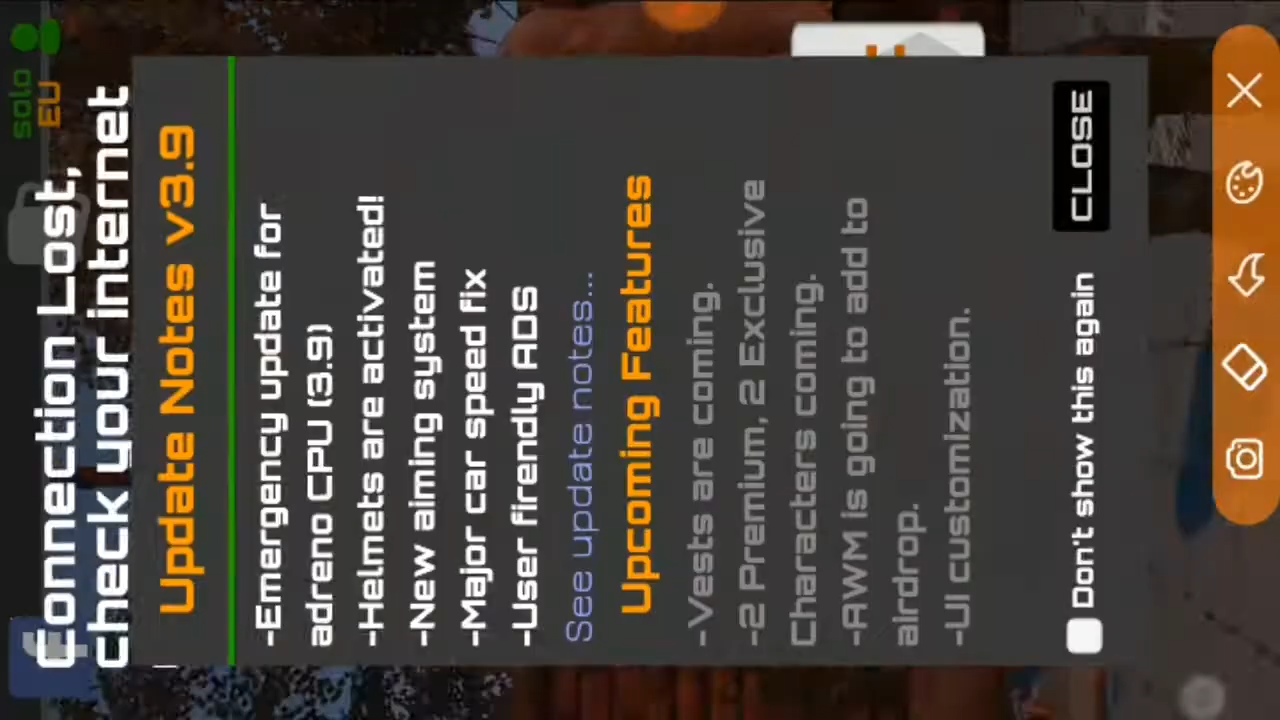 solo
EU
Connection Lost,
check your internet
Update Notes v3.9
-Emergency update for
adreno CPU (3.9)
-Helmets are activated!
-New aiming system
-Major car speed fix
-User firendly ADS
See update notes...
Upcoming Features
-Vests are coming.
-2 Premium, 2 Exclusive
Characters coming.
-AWM is going to add to
airdrop.
-UI customization.
Don't show this again
CLOSE